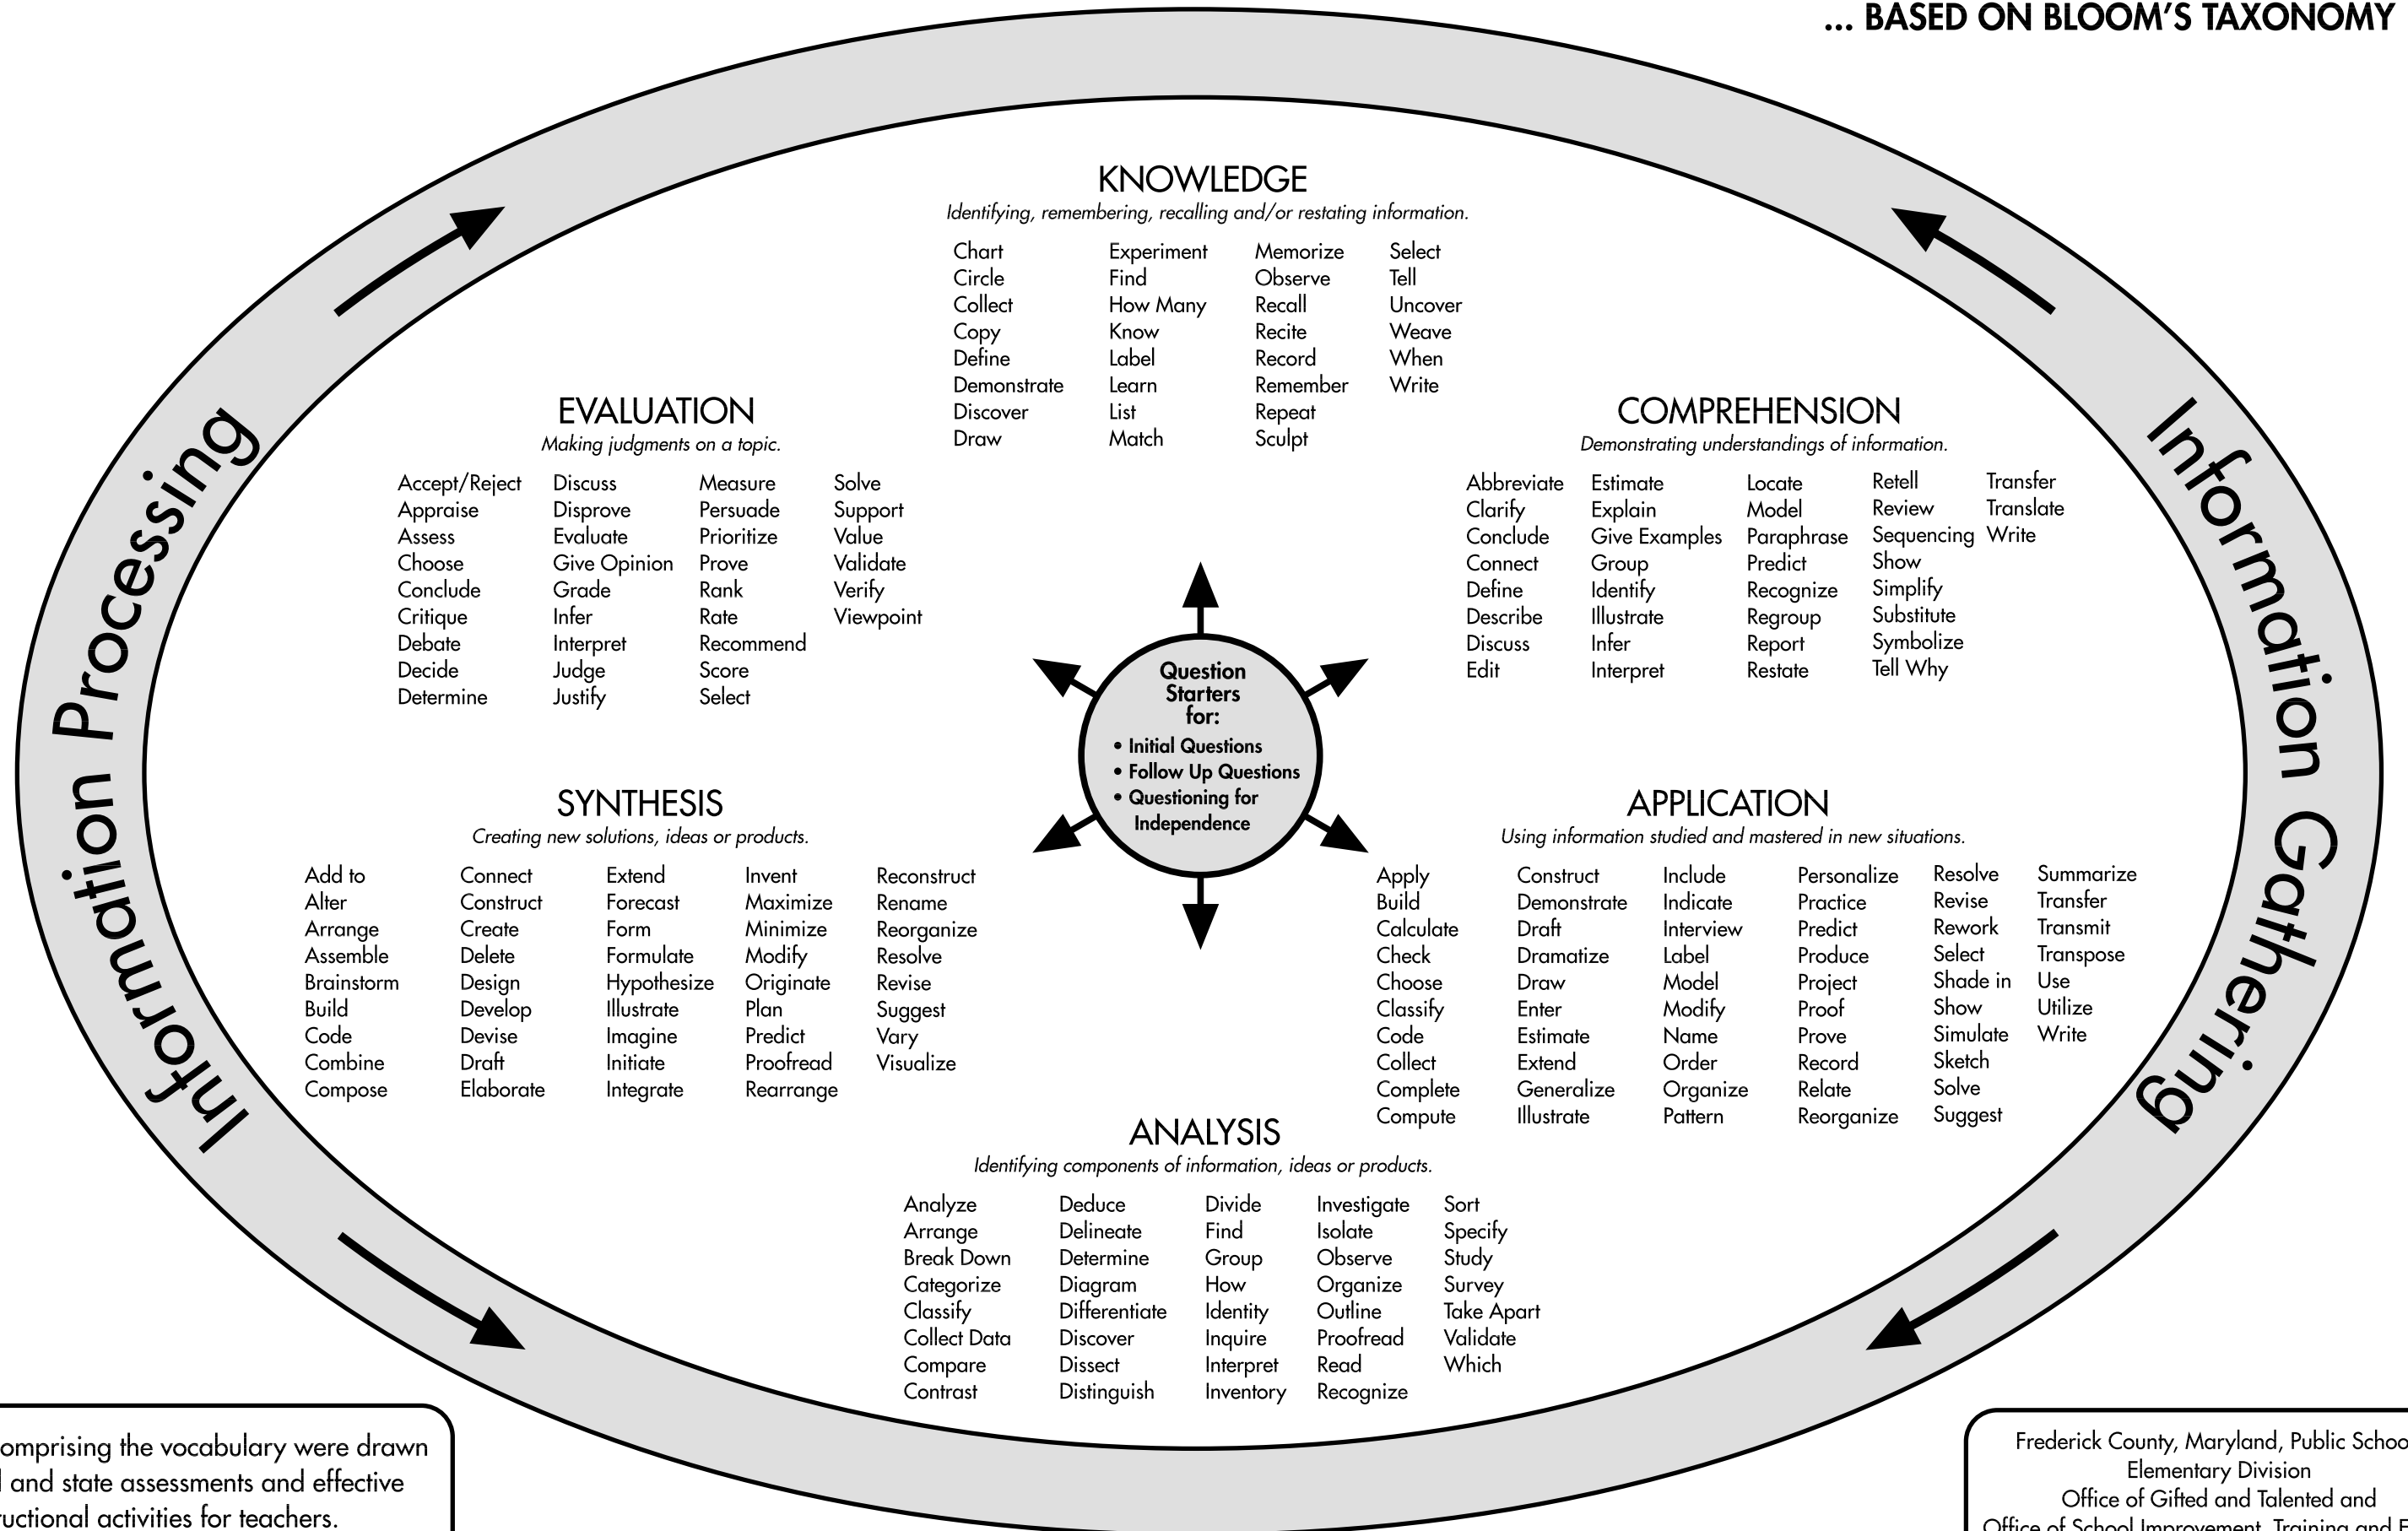 ... BASED ON BLOOM'S TAXONOMY
KNOWLEDGE
Identifying, remembering, recalling and/or restating information.
Chart
Circle
Collect
Copy
Define
Demonstrate
Discover
Draw
Experiment
Find
How Many
Know
Label
Learn
List
Match
Memorize
Observe
Recall
Recite
Record
Remember
Repeat
Sculpt
Select
Tell
Uncover
Weave
When
Write
EVALUATION
Making judgments on a topic.
Accept/Reject
Appraise
Assess
Choose
Conclude
Critique
Debate
Decide
Determine
Discuss
Disprove
Evaluate
Give Opinion
Grade
Infer
Interpret
Judge
Justify
Measure
Persuade
Prioritize
Prove
Rank
Rate
Recommend
Score
Select
Solve
Support
Value
Validate
Verify
Viewpoint
COMPREHENSION
Demonstrating understandings of information.
Abbreviate
Clarify
Conclude
Connect
Define
Describe
Discuss
Edit
Estimate
Explain
Give Examples
Group
Identify
Illustrate
Infer
Interpret
Locate
Model
Paraphrase
Predict
Recognize
Regroup
Report
Restate
Retell
Review
Sequencing
Show
Simplify
Substitute
Symbolize
Tell Why
Transfer
Translate
Write
Information Processing
Information Gathering
Question
Starters
for:
• Initial Questions
• Follow Up Questions
• Questioning for
Independence
SYNTHESIS
Creating new solutions, ideas or products.
Add to
Alter
Arrange
Assemble
Brainstorm
Build
Code
Combine
Compose
Connect
Construct
Create
Delete
Design
Develop
Devise
Draft
Elaborate
Extend
Forecast
Form
Formulate
Hypothesize
Illustrate
Imagine
Initiate
Integrate
Invent
Maximize
Minimize
Modify
Originate
Plan
Predict
Proofread
Rearrange
Reconstruct
Rename
Reorganize
Resolve
Revise
Suggest
Vary
Visualize
APPLICATION
Using information studied and mastered in new situations.
Apply
Build
Calculate
Check
Choose
Classify
Code
Collect
Complete
Compute
Construct
Demonstrate
Draft
Dramatize
Draw
Enter
Estimate
Extend
Generalize
Illustrate
Include
Indicate
Interview
Label
Model
Modify
Name
Order
Organize
Pattern
Personalize
Practice
Predict
Produce
Project
Proof
Prove
Record
Relate
Reorganize
Resolve
Revise
Rework
Select
Shade in
Show
Simulate
Sketch
Solve
Suggest
Summarize
Transfer
Transmit
Transpose
Use
Utilize
Write
ANALYSIS
Identifying components of information, ideas or products.
Analyze
Arrange
Break Down
Categorize
Classify
Collect Data
Compare
Contrast
Deduce
Delineate
Determine
Diagram
Differentiate
Discover
Dissect
Distinguish
Divide
Find
Group
How
Identity
Inquire
Interpret
Inventory
Investigate
Isolate
Observe
Organize
Outline
Proofread
Read
Recognize
Sort
Specify
Study
Survey
Take Apart
Validate
Which
the vocabulary were drawn
and state assessments and effective
activities for teachers.
Frederick County, Maryland, Public
Elementary Division
Office of Gifted and Talented and
Office of School Improvement, Training and